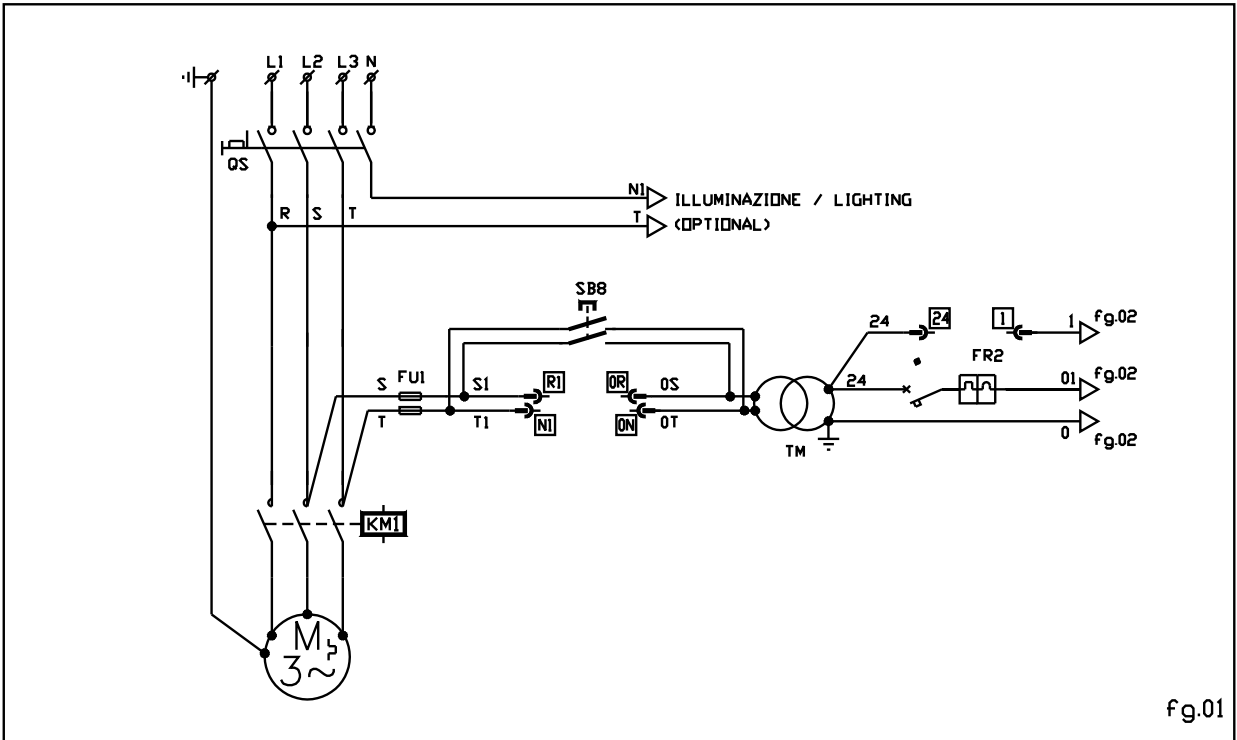 L1 L2 L3 N
QS
N1 ILLUMINAZIONE / LIGHTING
R S T T (OPTIONAL)
SB8
24 24 1 1 fg.02
FR2
S FU1 S1 R1 0R 0S 24 01 fg.02
T T1 N1 0N 0T 0 fg.02
TM
KM1
M
3~
fg.01